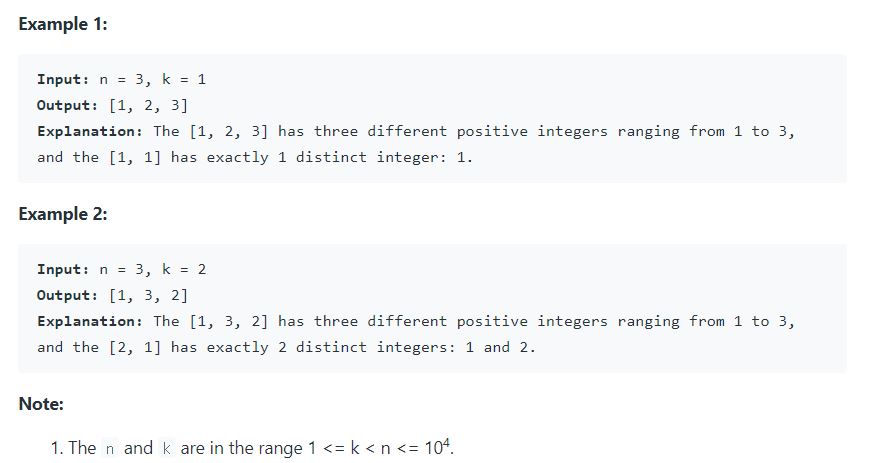 Example 1:
Input: n = 3, k = 1
Output: [1, 2, 3]
Explanation: The [1, 2, 3] has three different positive integers ranging from 1 to 3,
and the [1, 1] has exactly 1 distinct integer: 1.
Example 2:
Input: n = 3, k = 2
Output: [1, 3, 2]
Explanation: The [1, 3, 2] has three different positive integers ranging from 1 to 3,
and the [2, 1] has exactly 2 distinct integers: 1 and 2.
Note:
1. The n and k are in the range 1 <= k < n <= 10⁴.